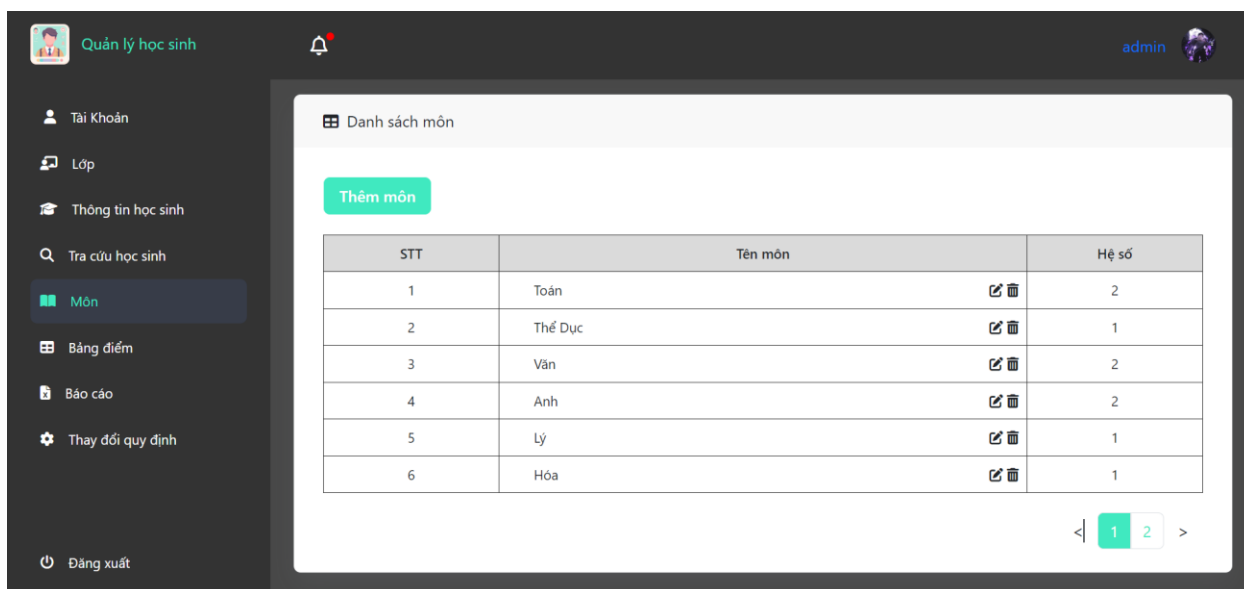 Quản lý học sinh
admin
Tài Khoản
Lớp
Thông tin học sinh
Tra cứu học sinh
Môn
Bảng điểm
Báo cáo
Thay đổi quy định
Đăng xuất
Danh sách môn
Thêm môn
STT Tên môn Hệ số
1 Toán 2
2 Thể Dục 1
3 Văn 2
4 Anh 2
5 Lý 1
6 Hóa 1
< 1 2 >